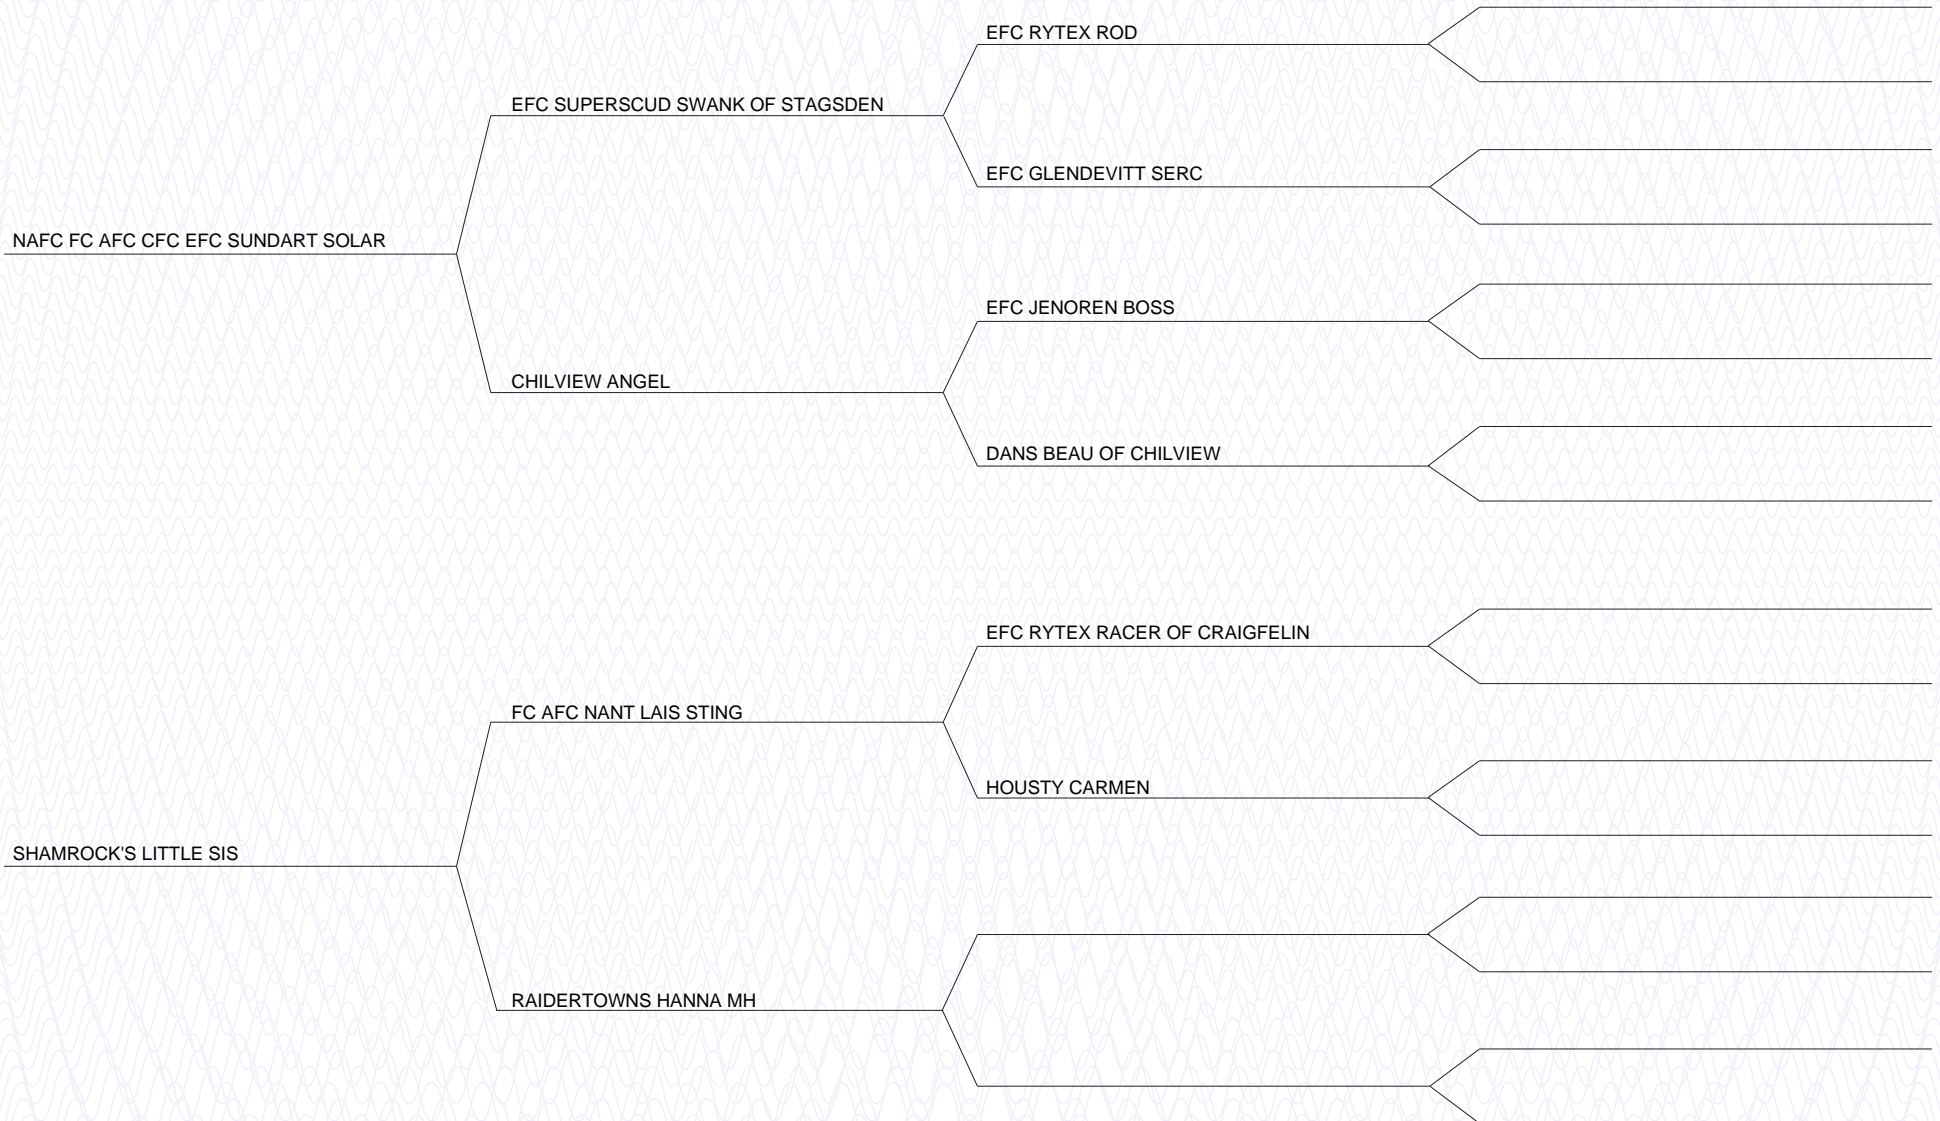 EFC RYTEX ROD
EFC SUPERSCUD SWANK OF STAGSDEN
EFC GLENDEVITT SERC
NAFC FC AFC CFC EFC SUNDART SOLAR
EFC JENOREN BOSS
CHILVIEW ANGEL
DANS BEAU OF CHILVIEW
EFC RYTEX RACER OF CRAIGFELIN
FC AFC NANT LAIS STING
HOUSTY CARMEN
SHAMROCK'S LITTLE SIS
RAIDERTOWNS HANNA MH